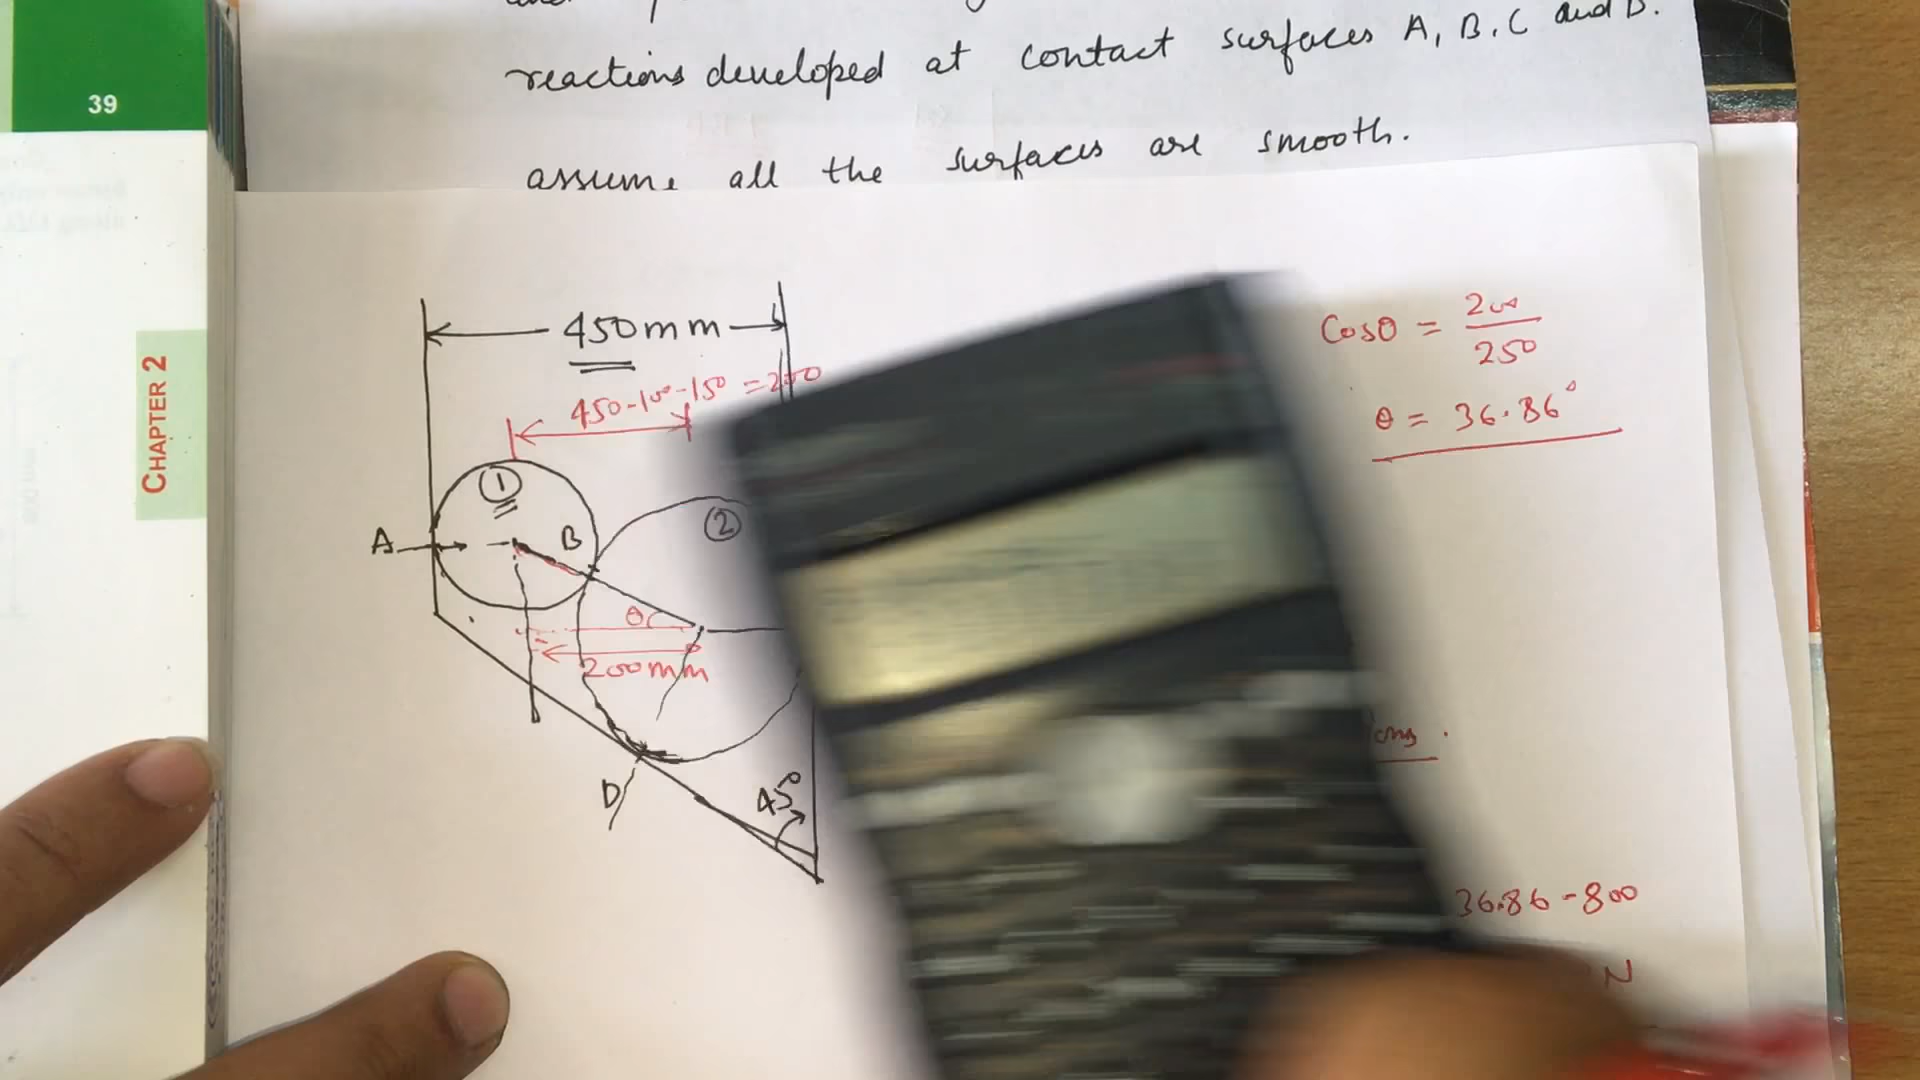 39
reactions developed at contact surfaces A, B, C and D.
assume all the surfaces are smooth.
CHAPTER 2
450mm
450-100-150 = 200
1
2
A
B
θ
200mm
D
45°
Cosθ = 200/250
θ = 36.86°
36.86-800
N